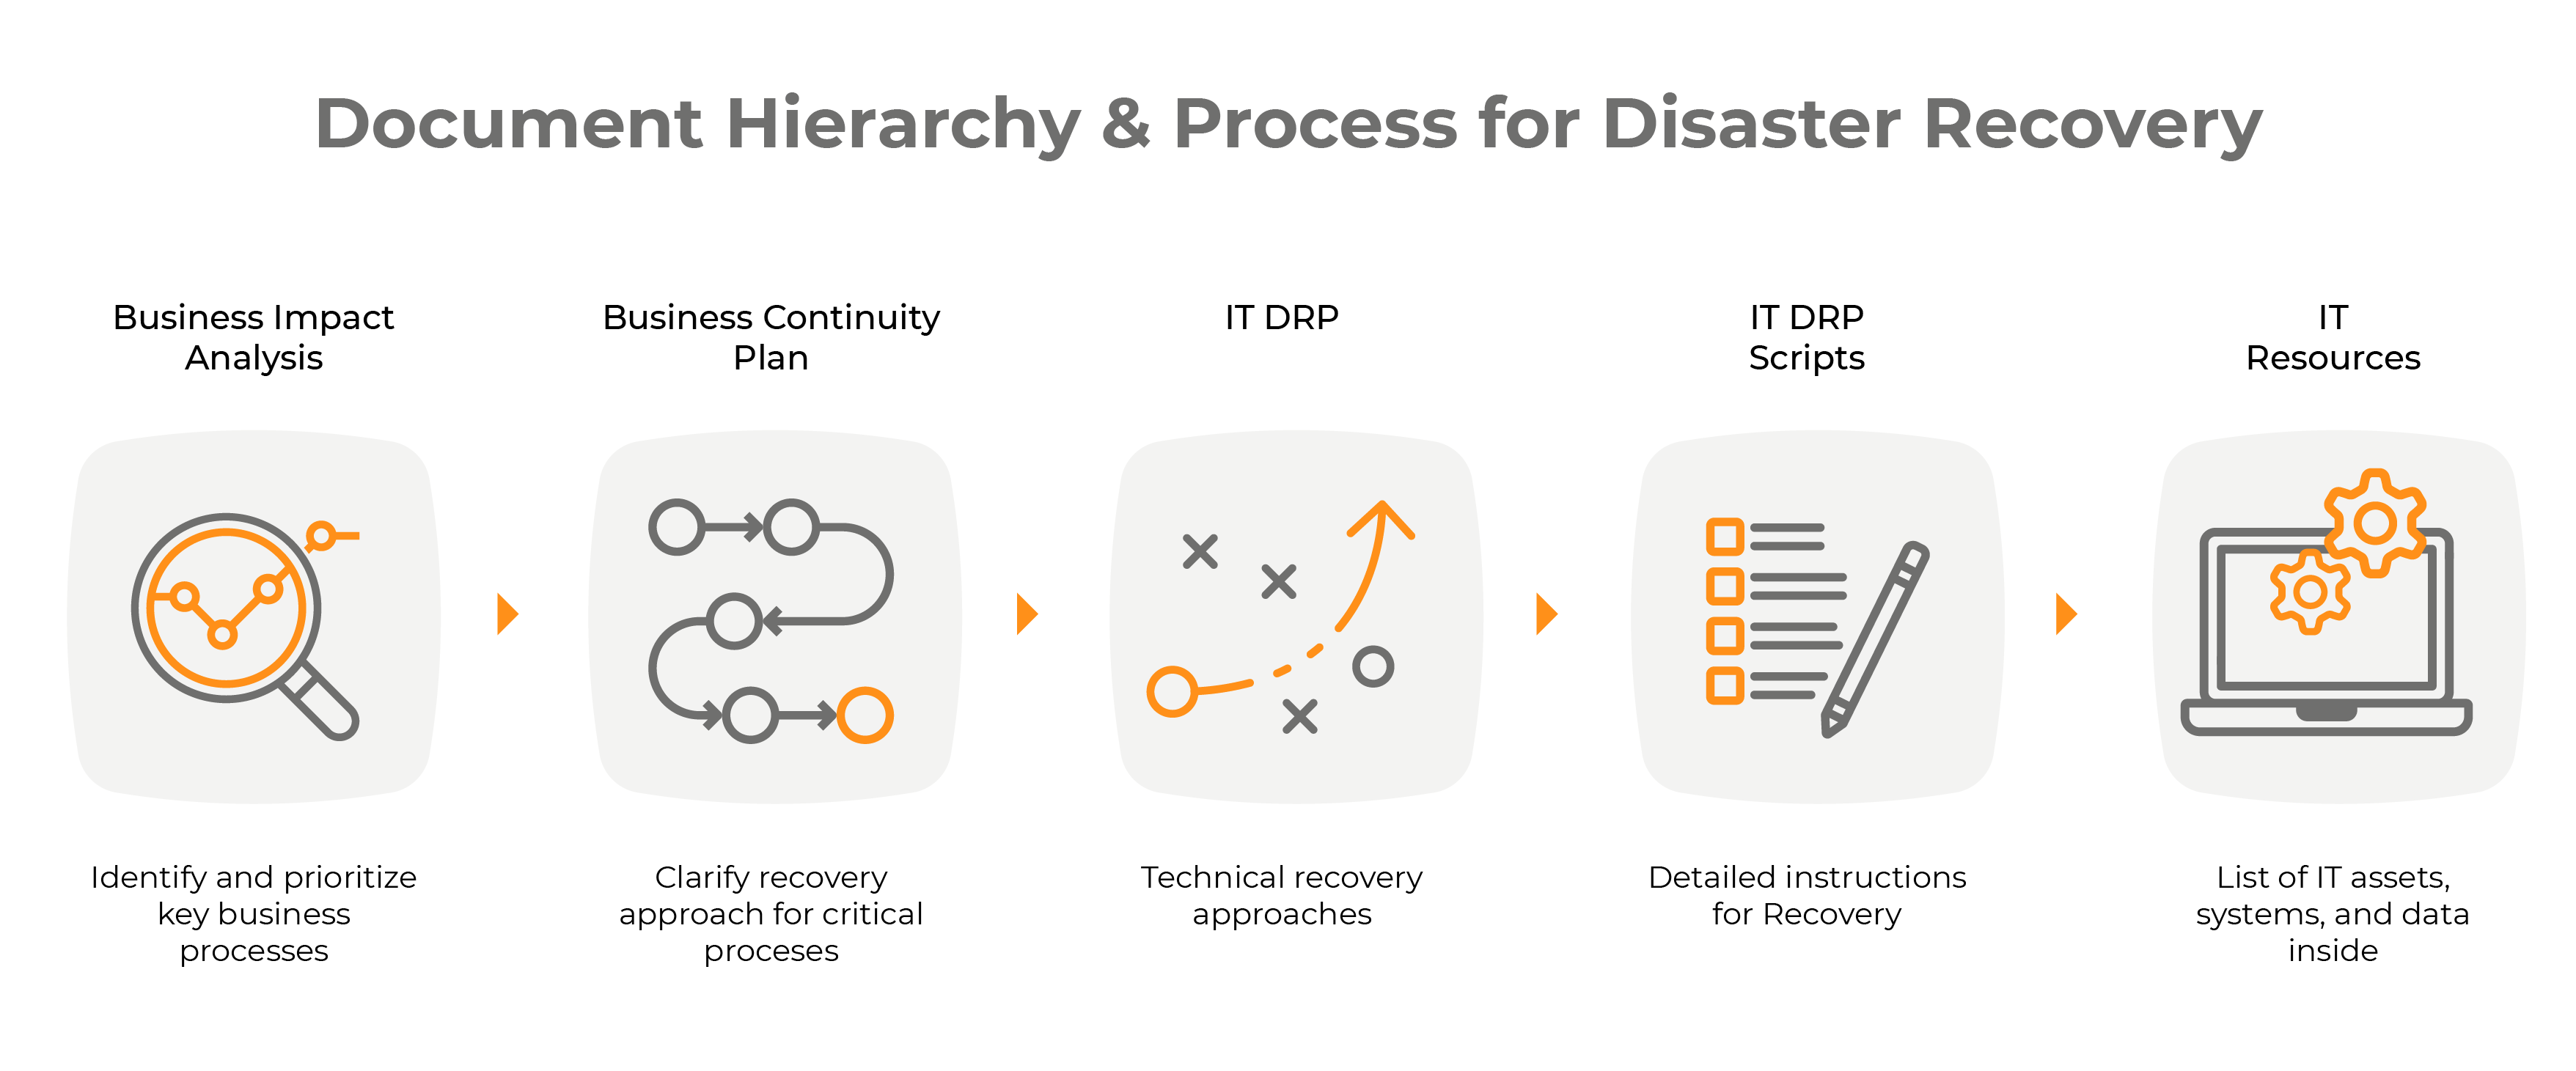 Document Hierarchy & Process for Disaster Recovery
Business Impact
Analysis
Identify and prioritize
key business
processes
Business Continuity
Plan
Clarify recovery
approach for critical
proceses
IT DRP
Technical recovery
approaches
IT DRP
Scripts
Detailed instructions
for Recovery
IT
Resources
List of IT assets,
systems, and data
inside